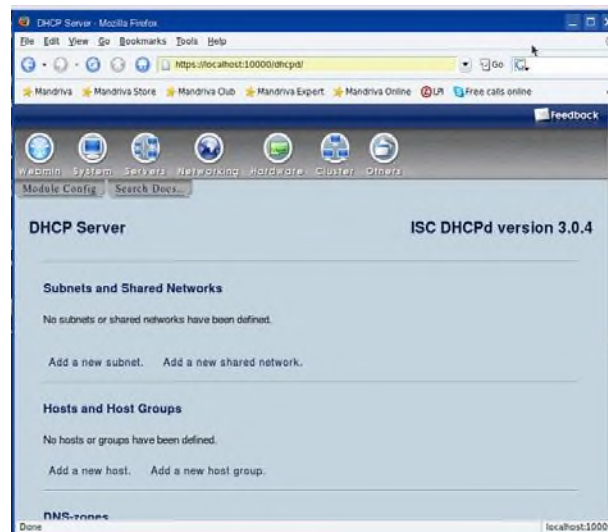 DHCP Server - Mozilla Firefox
File Edit View Go Bookmarks Tools Help
https://localhost:10000/dhcpd/ Go
Mandriva Mandriva Store Mandriva Club Mandriva Expert Mandriva Online LPI Free calls online
Feedback
Webmin System Servers Networking Hardware Cluster Others
Module Config Search Docs...
DHCP Server ISC DHCPd version 3.0.4
Subnets and Shared Networks
No subnets or shared networks have been defined.
Add a new subnet. Add a new shared network.
Hosts and Host Groups
No hosts or groups have been defined.
Add a new host. Add a new host group.
DNS-zones
Done localhost:1000